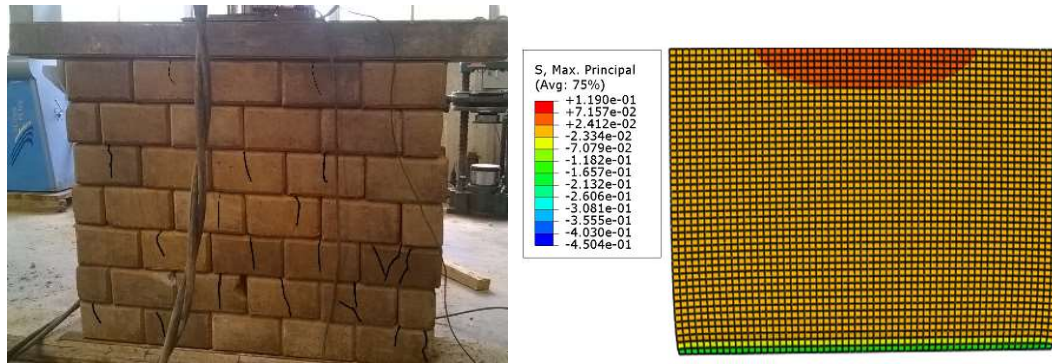 S, Max. Principal
(Avg: 75%)
+1.190e-01
+7.157e-02
+2.412e-02
-2.334e-02
-7.079e-02
-1.182e-01
-1.657e-01
-2.132e-01
-2.606e-01
-3.081e-01
-3.555e-01
-4.030e-01
-4.504e-01